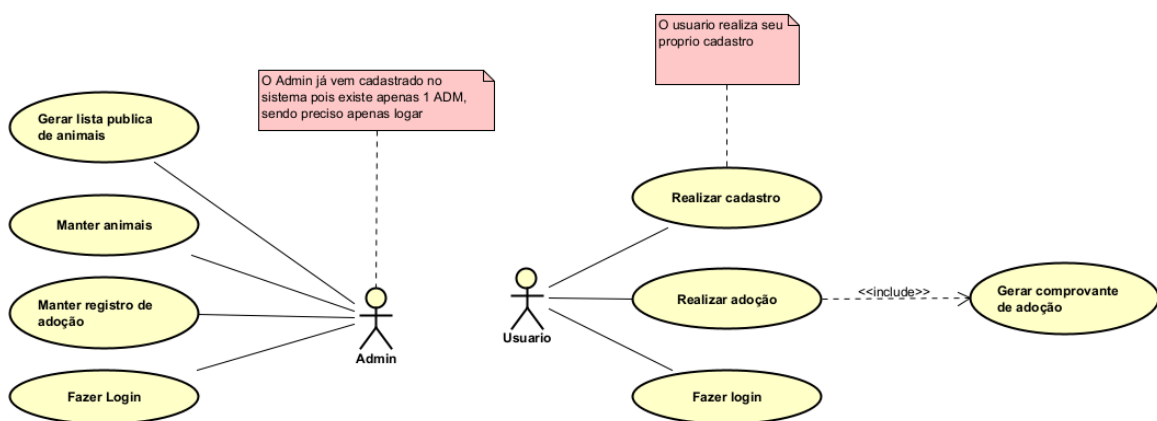 O usuario realiza seu
proprio cadastro
O Admin já vem cadastrado no
sistema pois existe apenas 1 ADM,
sendo preciso apenas logar
Gerar lista publica
de animais
Manter animais
Manter registro de
adoção
Fazer Login
Admin
Realizar cadastro
Usuario
Realizar adoção
<<include>>
Gerar comprovante
de adoção
Fazer login